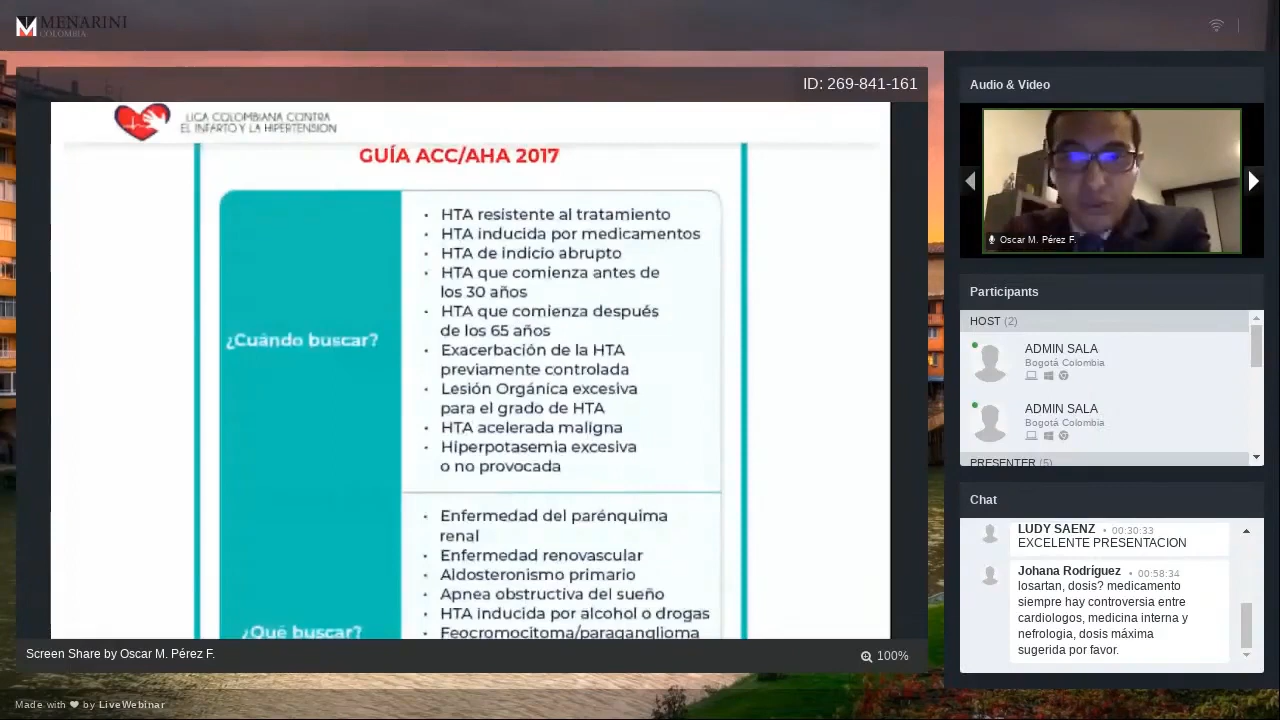 MENARINI
COLOMBIA
ID: 269-841-161
LIGA COLOMBIANA CONTRA
EL INFARTO Y LA HIPERTENSION
GUÍA ACC/AHA 2017
¿Cuándo buscar?
• HTA resistente al tratamiento
• HTA inducida por medicamentos
• HTA de indicio abrupto
• HTA que comienza antes de
los 30 años
• HTA que comienza después
de los 65 años
• Exacerbación de la HTA
previamente controlada
• Lesión Orgánica excesiva
para el grado de HTA
• HTA acelerada maligna
• Hiperpotasemia excesiva
o no provocada
¿Qué buscar?
• Enfermedad del parénquima
renal
• Enfermedad renovascular
• Aldosteronismo primario
• Apnea obstructiva del sueño
• HTA inducida por alcohol o drogas
Feocromocitoma/paraganglioma
Screen Share by Oscar M. Pérez F.
100%
Audio & Video
Oscar M. Pérez F.
Participants
HOST (2)
ADMIN SALA
Bogotá Colombia
ADMIN SALA
Bogotá Colombia
PRESENTER (5)
Chat
LUDY SAENZ • 00:30:33
EXCELENTE PRESENTACION
Johana Rodríguez • 00:58:34
losartan, dosis? medicamento
siempre hay controversia entre
cardiologos, medicina interna y
nefrologia, dosis máxima
sugerida por favor.
Made with ❤ by LiveWebinar